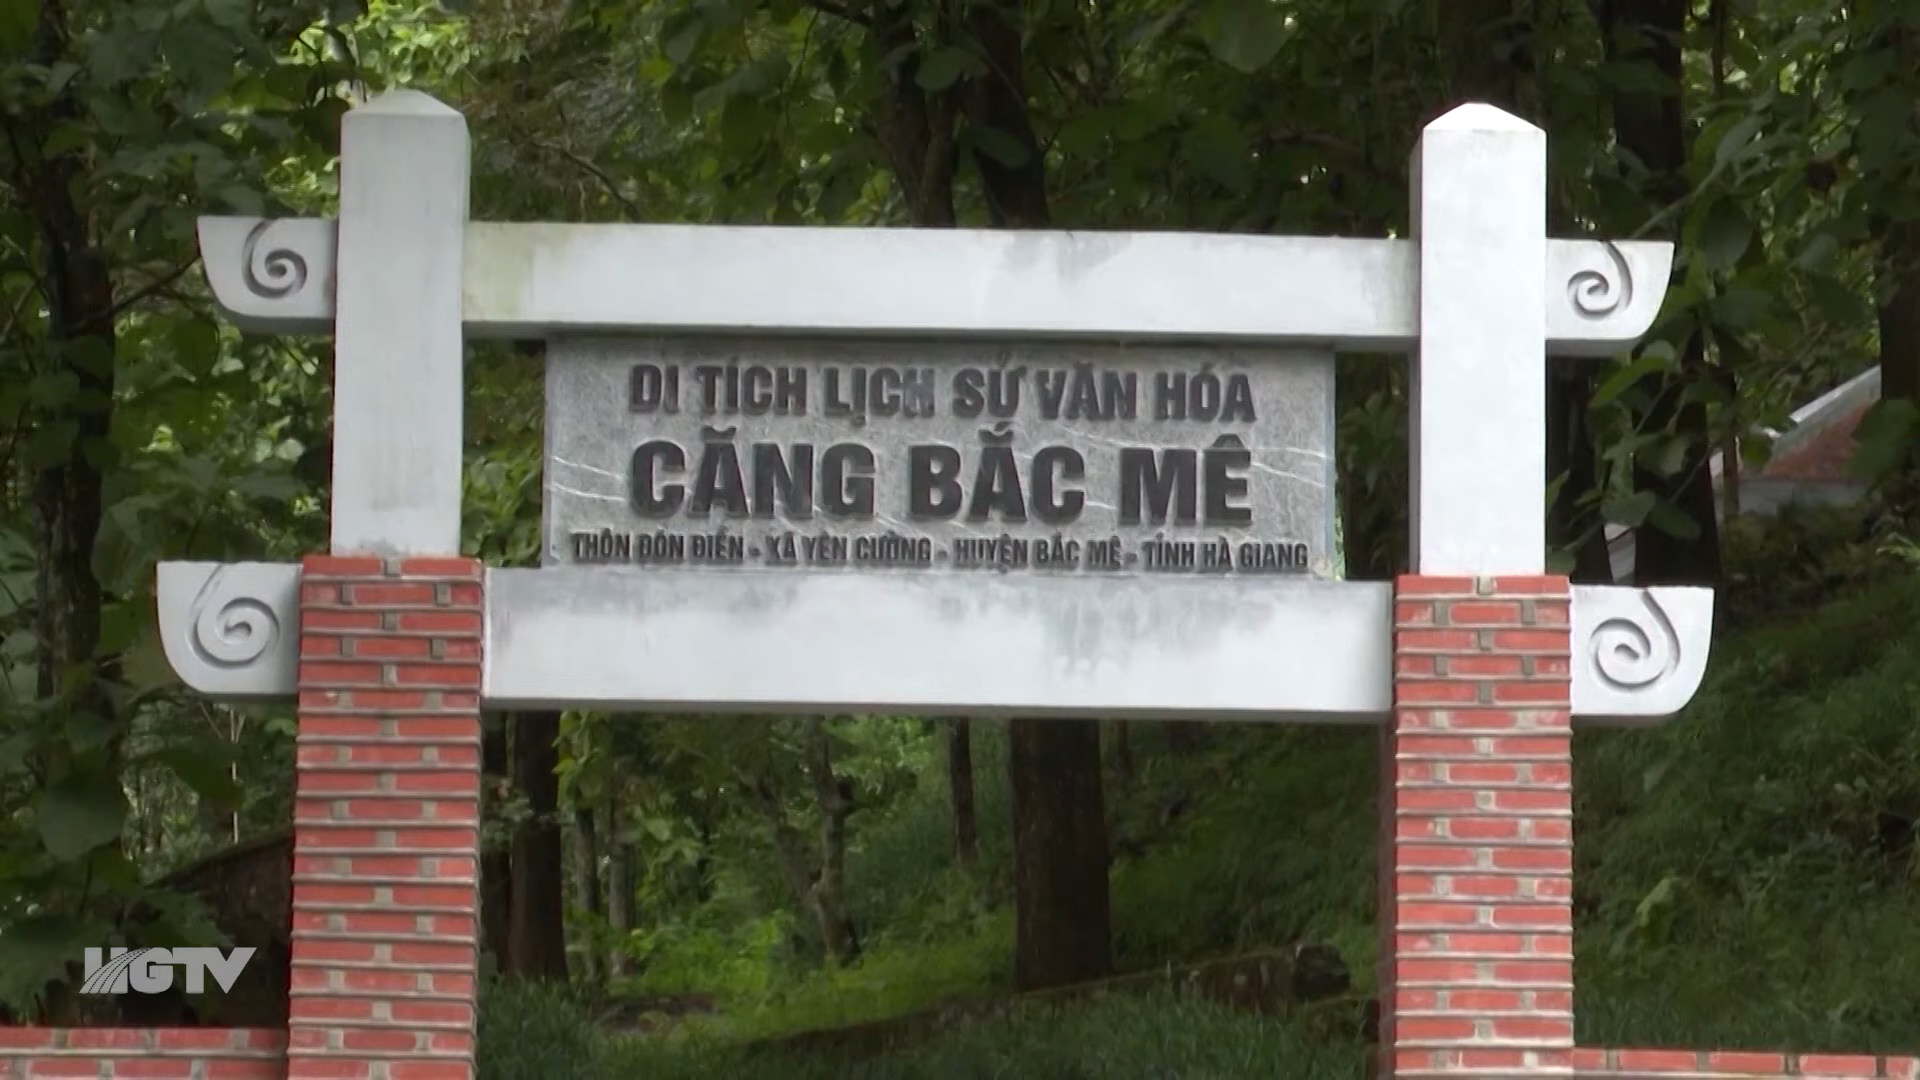 DI TÍCH LỊCH SỬ VĂN HÓA
CĂNG BẮC MÊ
THÔN ĐỒN ĐIỀN - XÃ YÊN CƯỜNG - HUYỆN BẮC MÊ - TỈNH HÀ GIANG
HGTV